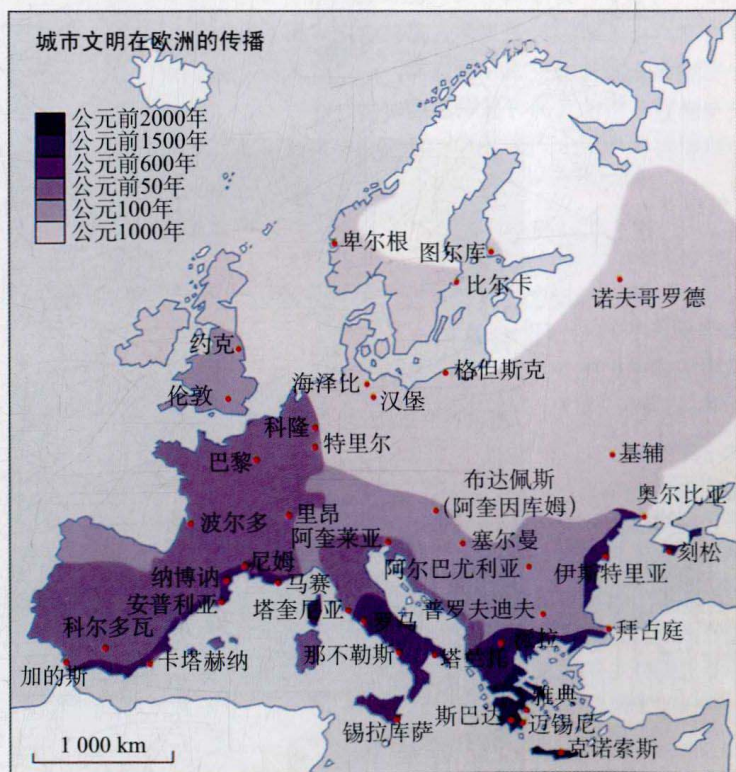 城市文明在欧洲的传播
公元前2000年
公元前1500年
公元前600年
公元前50年
公元100年
公元1000年
卑尔根
图尔库
比尔卡
诺夫哥罗德
约克
伦敦
海泽比
汉堡
格但斯克
科隆
特里尔
巴黎
基辅
布达佩斯
(阿奎因库姆)
奥尔比亚
波尔多
里昂
阿奎莱亚
塞尔曼
刻松
尼姆
阿尔巴尤利亚
伊斯特里亚
纳博讷
马赛
安普利亚
塔奎尼亚
罗马
普罗夫迪夫
科尔多瓦
拜占庭
加的斯
卡塔赫纳
那不勒斯
雅典
斯巴达
迈锡尼
锡拉库萨
克诺索斯
1 000 km